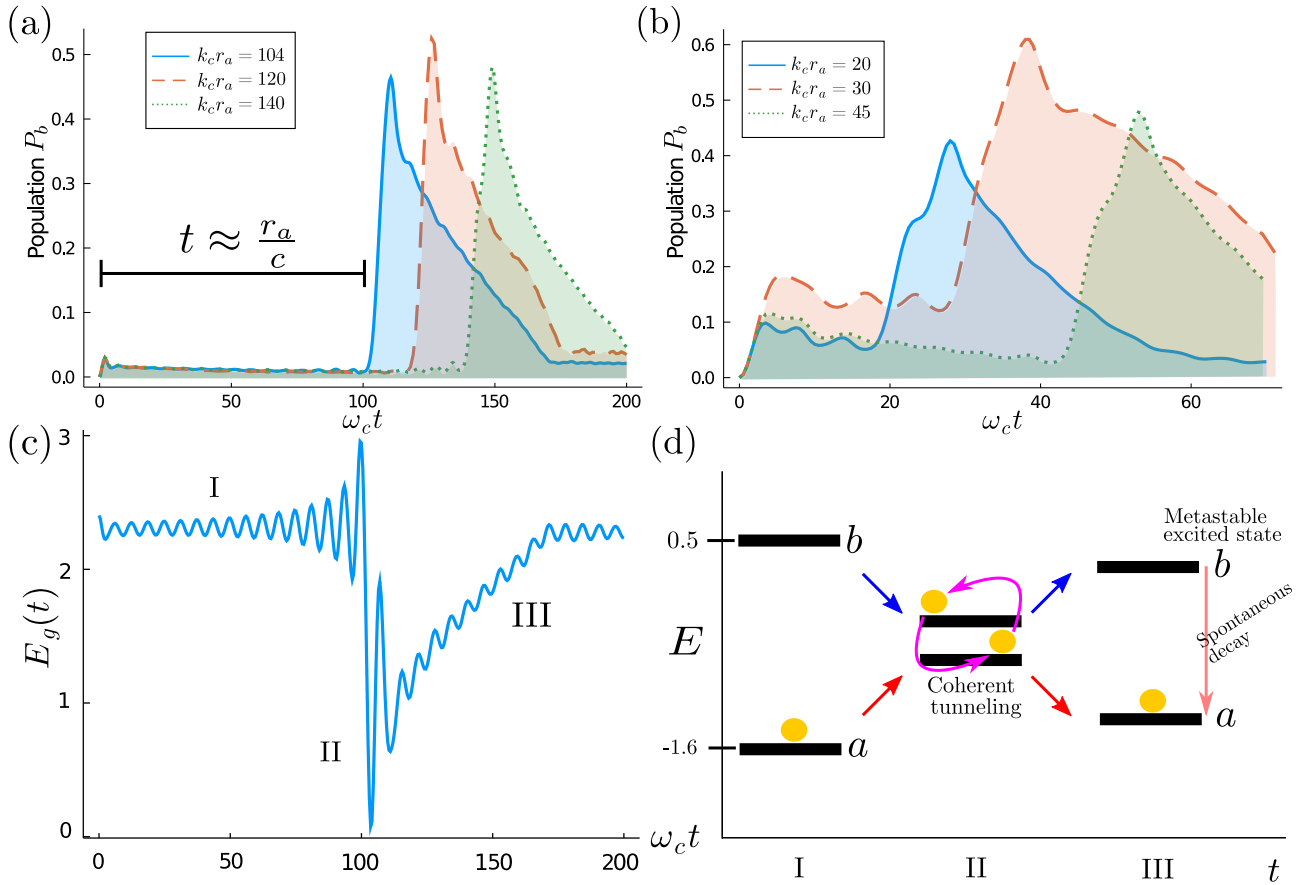 (a)
k_c r_a = 104
k_c r_a = 120
k_c r_a = 140
Population P_b
0.5
0.4
0.3
0.2
0.1
0.0
t ≈ r_a/c
0 50 100 150 200
ω_c t
(b)
k_c r_a = 20
k_c r_a = 30
k_c r_a = 45
Population P_b
0.6
0.5
0.4
0.3
0.2
0.1
0.0
0 20 40 60
ω_c t
(c)
E_g(t)
3
2
1
0
I
II
III
0 50 100 150 200
ω_c t
(d)
E
0.5
-1.6
b
a
Coherent
tunneling
Metastable
excited state
b
Spontaneous
decay
a
I II III t